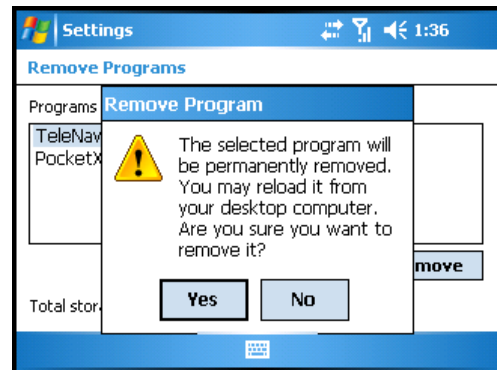 Settings 1:36
Remove Programs
Programs
Remove Program
TeleNav
PocketX
The selected program will
be permanently removed.
You may reload it from
your desktop computer.
Are you sure you want to
remove it?
move
Yes No
Total stor